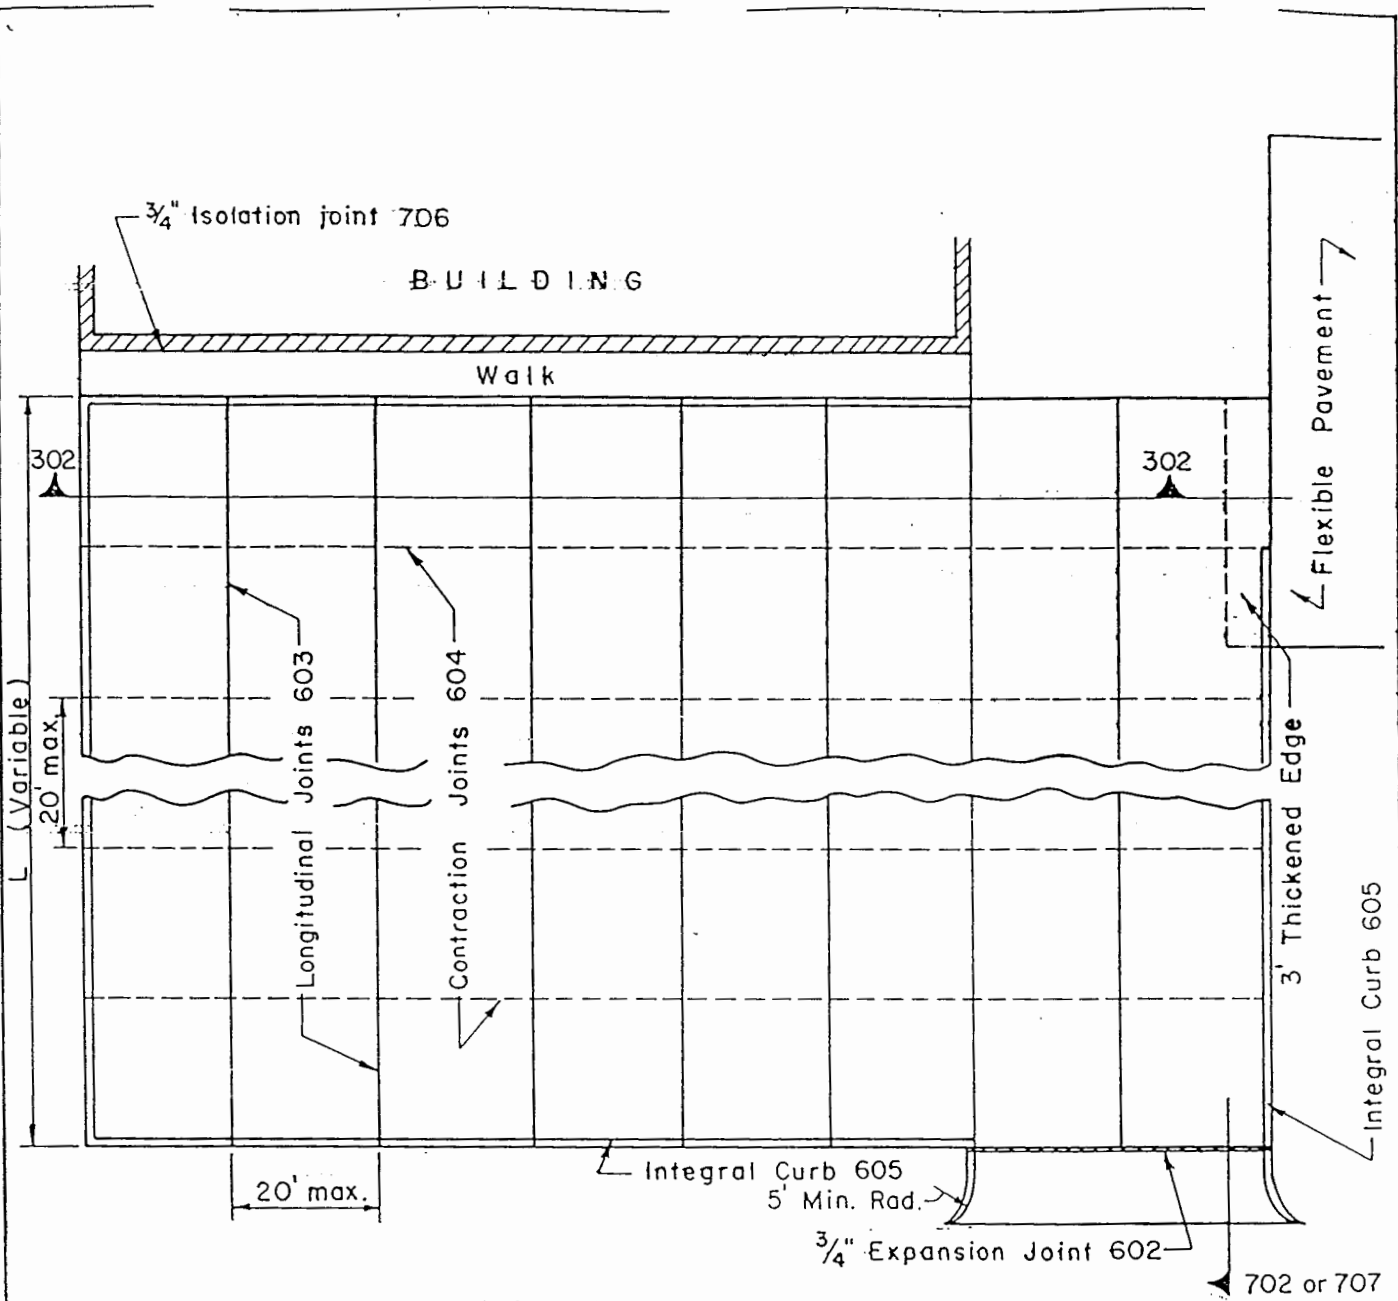 3/4" Isolation joint 706
BUILDING
Walk
302
302
Flexible Pavement
L (Variable)
20' max.
Longitudinal Joints 603
Contraction Joints 604
3' Thickened Edge
Integral Curb 605
Integral Curb 605
20' max.
5' Min. Rad.
3/4" Expansion Joint 602
702 or 707